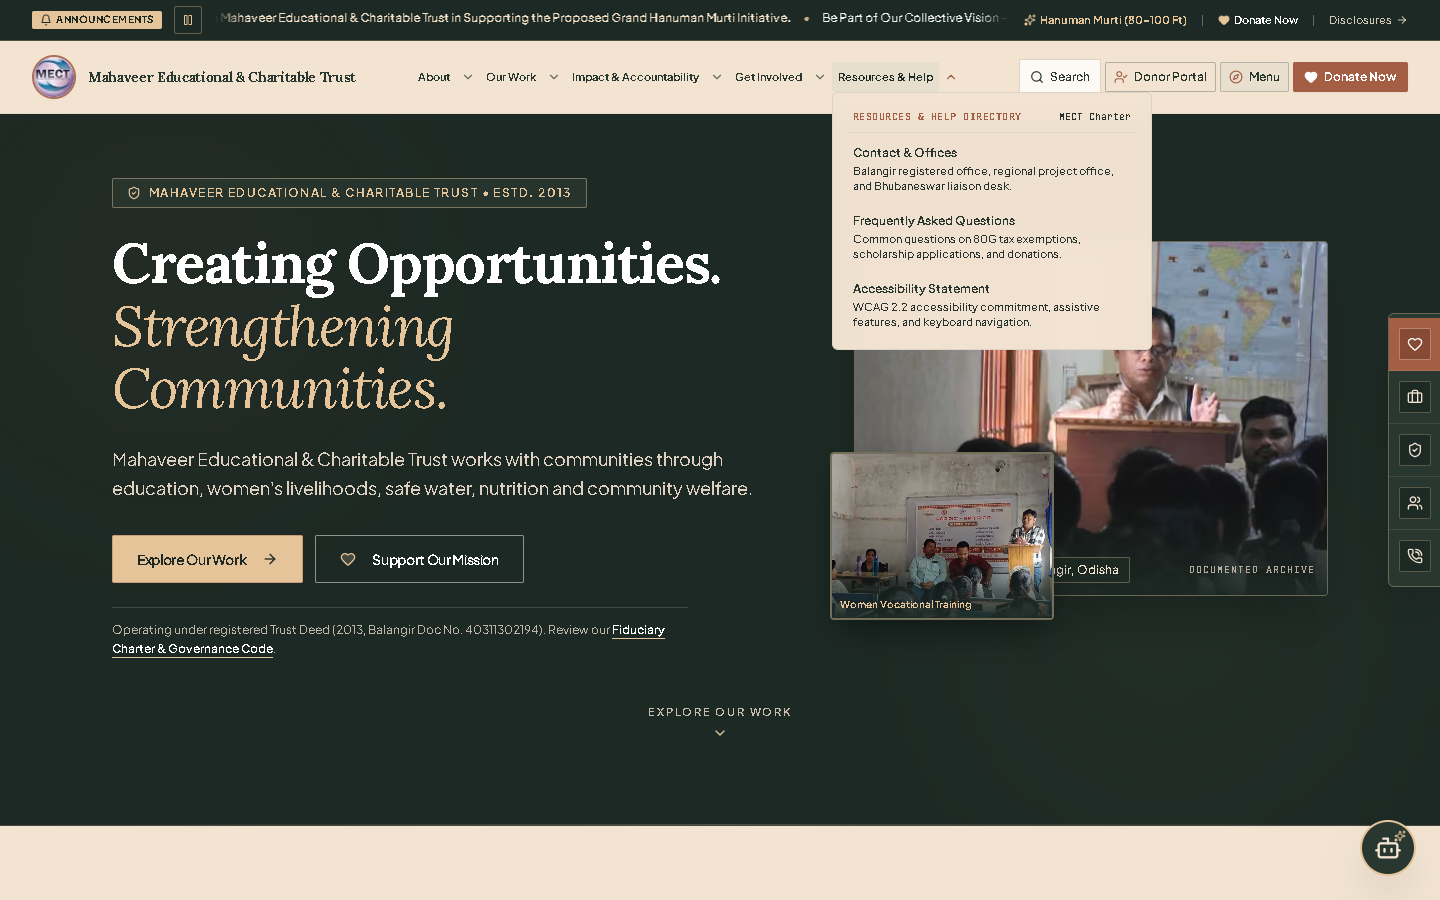 ANNOUNCEMENTS
Mahaveer Educational & Charitable Trust in Supporting the Proposed Grand Hanuman Murti Initiative. • Be Part of Our Collective Vision
Hanuman Murti (80–100 Ft)
Donate Now
Disclosures →
MECT
Mahaveer Educational & Charitable Trust
About
Our Work
Impact & Accountability
Get Involved
Resources & Help
Search
Donor Portal
Menu
Donate Now
RESOURCES & HELP DIRECTORY
MECT Charter
Contact & Offices
Balangir registered office, regional project office,
and Bhubaneswar liaison desk.
Frequently Asked Questions
Common questions on 80G tax exemptions,
scholarship applications, and donations.
Accessibility Statement
WCAG 2.2 accessibility commitment, assistive
features, and keyboard navigation.
MAHAVEER EDUCATIONAL & CHARITABLE TRUST • ESTD. 2013
Creating Opportunities.
Strengthening
Communities.
Mahaveer Educational & Charitable Trust works with communities through
education, women's livelihoods, safe water, nutrition and community welfare.
Explore Our Work →
Support Our Mission
Operating under registered Trust Deed (2013, Balangir Doc No. 40311302194). Review our Fiduciary
Charter & Governance Code.
Women Vocational Training
gir, Odisha
DOCUMENTED ARCHIVE
EXPLORE OUR WORK